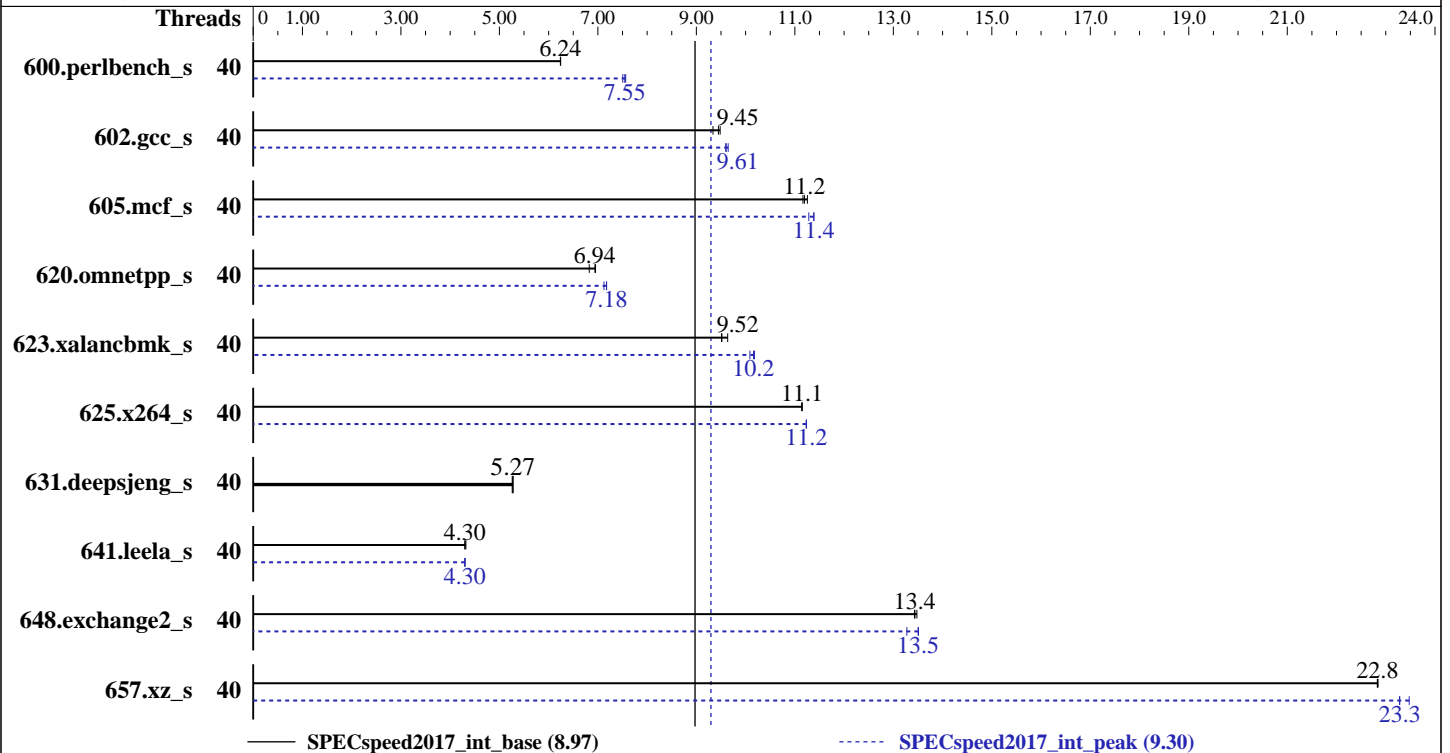 Threads 0 1.00 3.00 5.00 7.00 9.00 11.0 13.0 15.0 17.0 19.0 21.0 24.0
6.24
600.perlbench_s 40
7.55
9.45
602.gcc_s 40
9.61
11.2
605.mcf_s 40
11.4
6.94
620.omnetpp_s 40
7.18
9.52
623.xalancbmk_s 40
10.2
11.1
625.x264_s 40
11.2
5.27
631.deepsjeng_s 40
4.30
641.leela_s 40
4.30
13.4
648.exchange2_s 40
13.5
22.8
657.xz_s 40
23.3
SPECspeed2017_int_base (8.97) SPECspeed2017_int_peak (9.30)